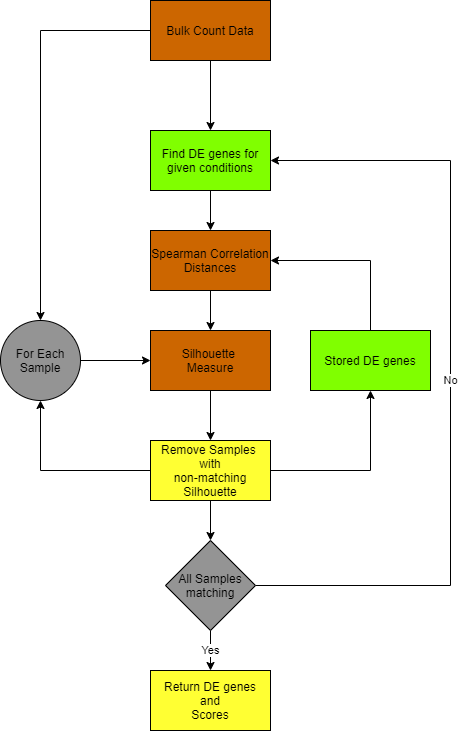 Bulk Count Data
Find DE genes for
given conditions
Spearman Correlation
Distances
For Each
Sample
Silhouette
Measure
Stored DE genes
No
Remove Samples
with
non-matching
Silhouette
All Samples
matching
Yes
Return DE genes
and
Scores